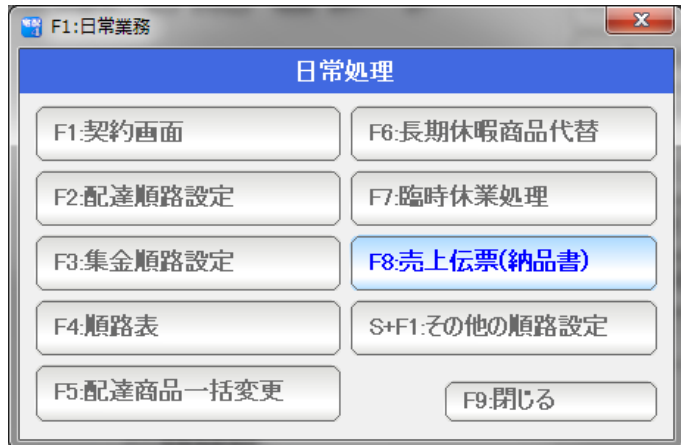 F1:日常業務
日常処理
F1:契約画面
F2:配達順路設定
F3:集金順路設定
F4:順路表
F5:配達商品一括変更
F6:長期休暇商品代替
F7:臨時休業処理
F8:売上伝票(納品書)
S+F1:その他の順路設定
F9:閉じる